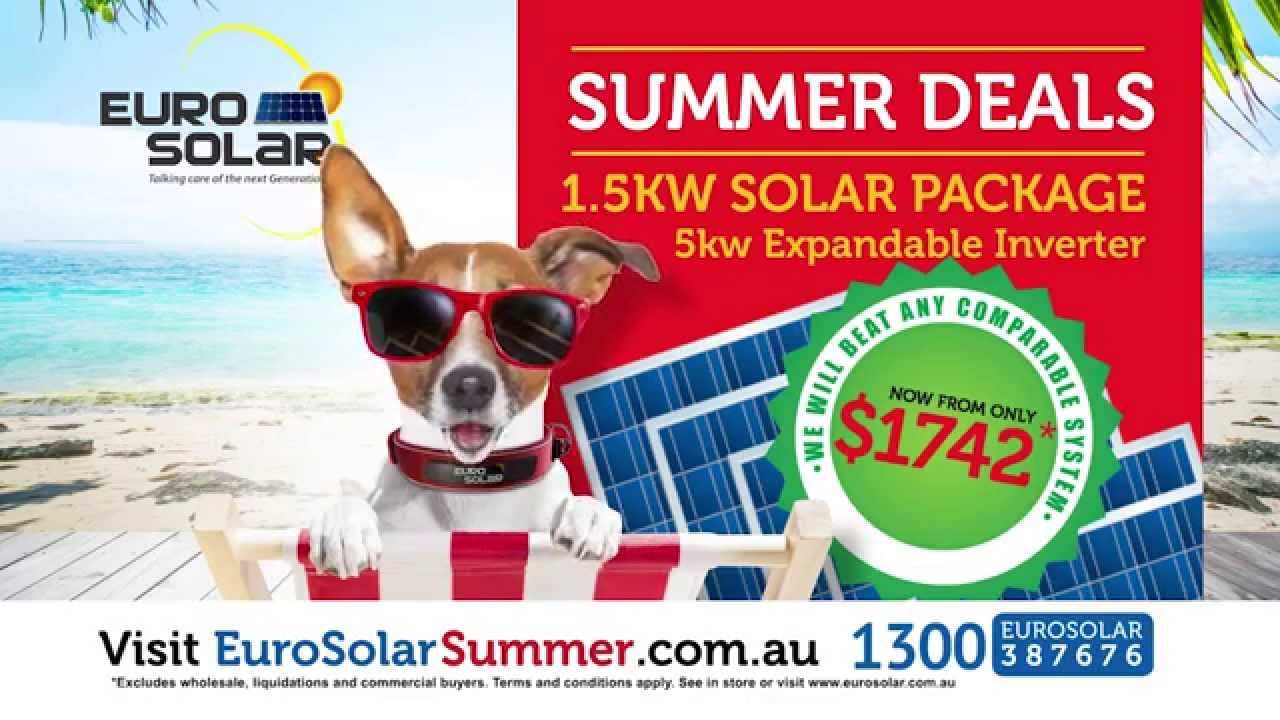 EURO
SOLAR
Talking care of the next Generation
SUMMER DEALS
1.5KW SOLAR PACKAGE
5kw Expandable Inverter
·WE WILL BEAT ANY COMPARABLE SYSTEM·
NOW FROM ONLY
$1742*
EURO
SOLAR
Visit EuroSolarSummer.com.au
1300 EUROSOLAR
387676
*Excludes wholesale, liquidations and commercial buyers. Terms and conditions apply. See in store or visit www.eurosolar.com.au